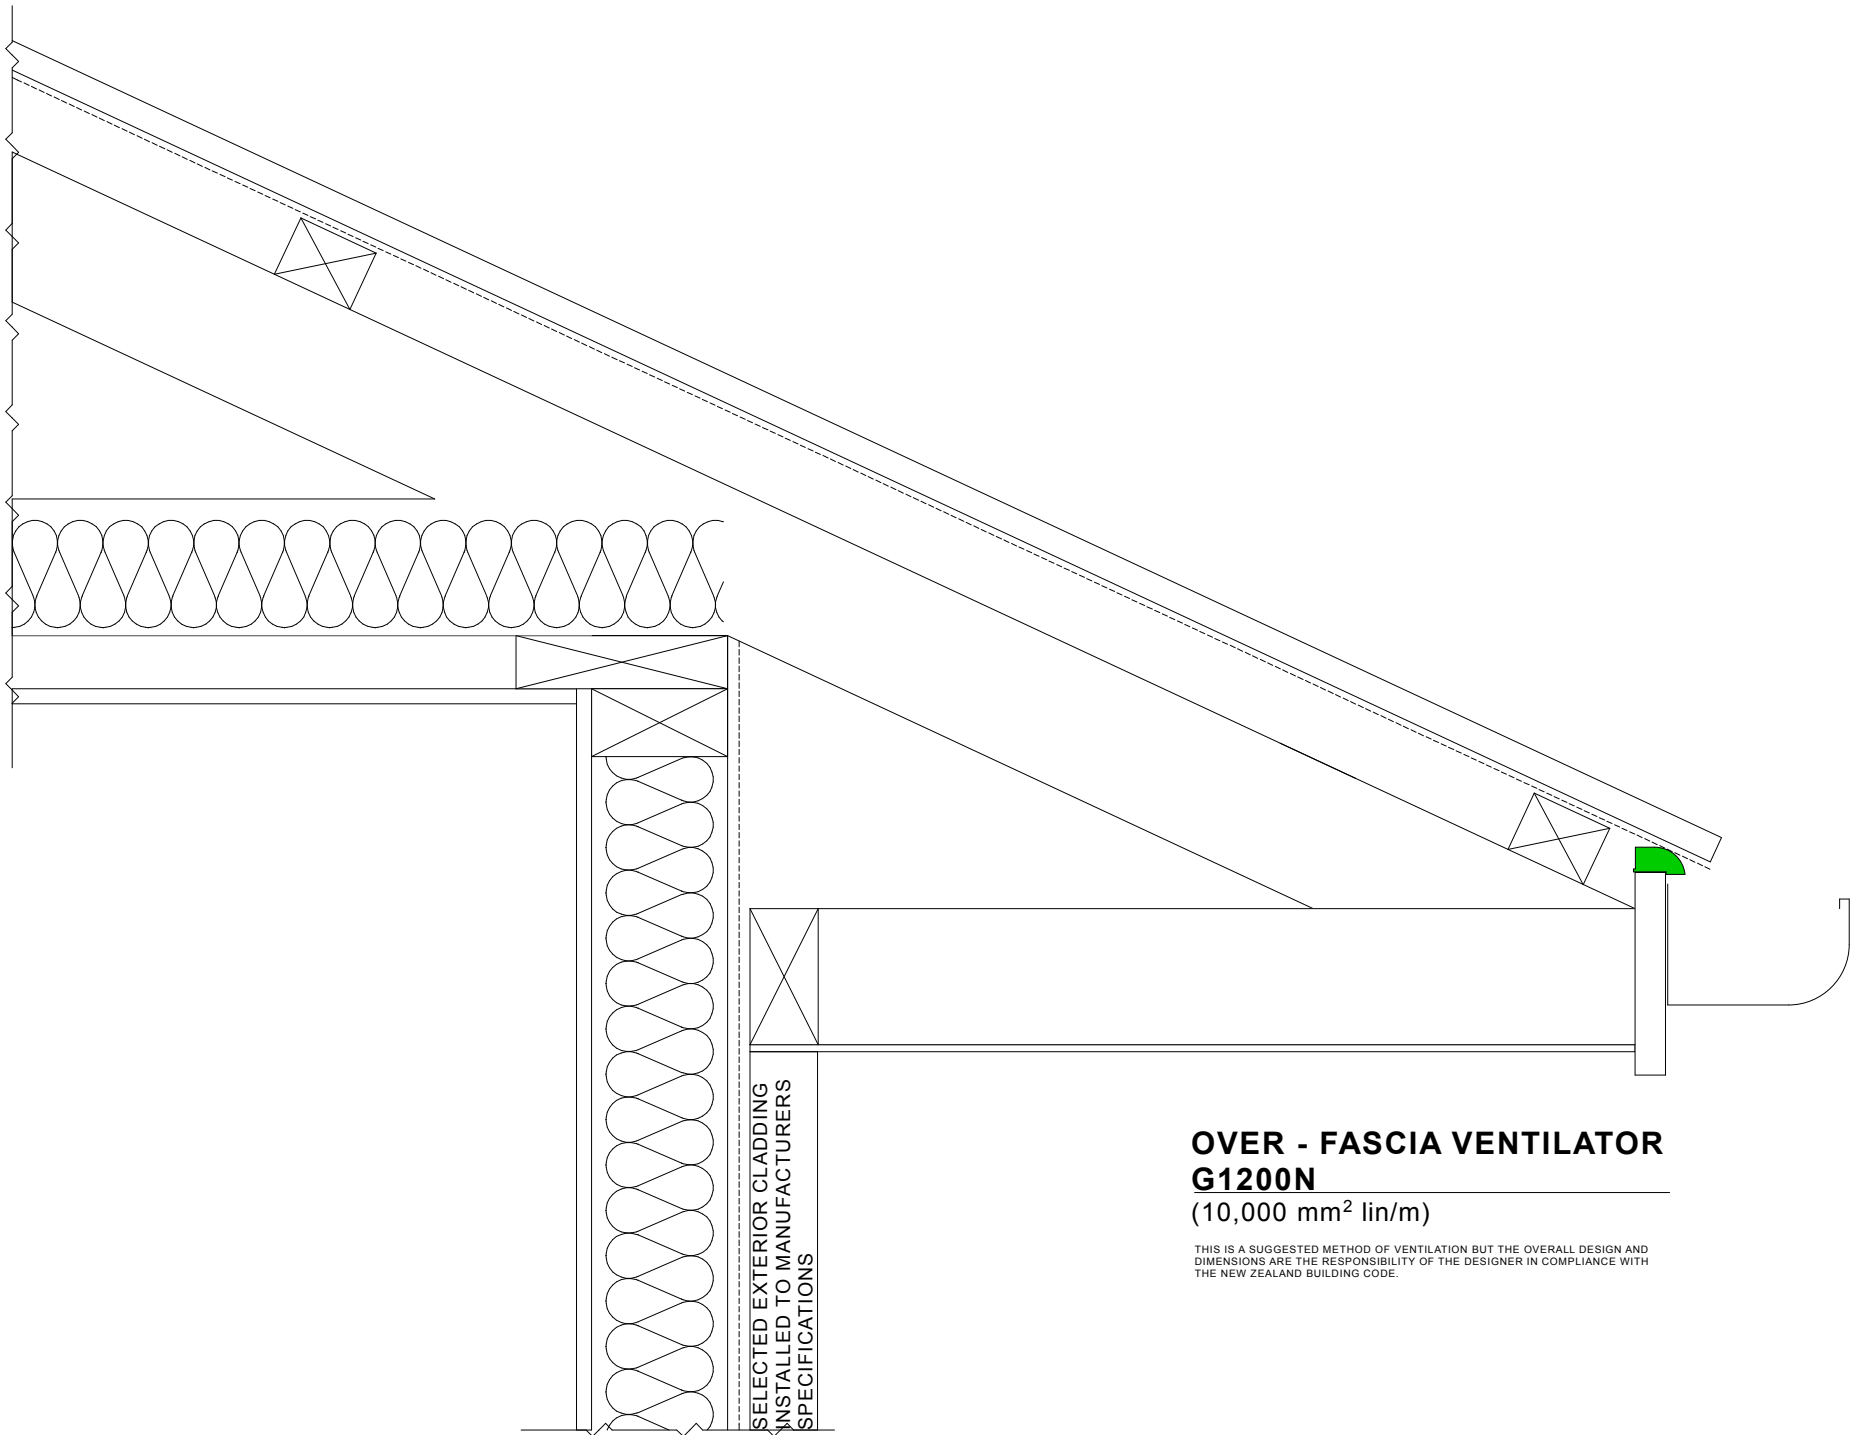 SELECTED EXTERIOR CLADDING
INSTALLED TO MANUFACTURERS
SPECIFICATIONS
OVER - FASCIA VENTILATOR
G1200N
(10,000 mm² lin/m)
THIS IS A SUGGESTED METHOD OF VENTILATION BUT THE OVERALL DESIGN AND
DIMENSIONS ARE THE RESPONSIBILITY OF THE DESIGNER IN COMPLIANCE WITH
THE NEW ZEALAND BUILDING CODE.